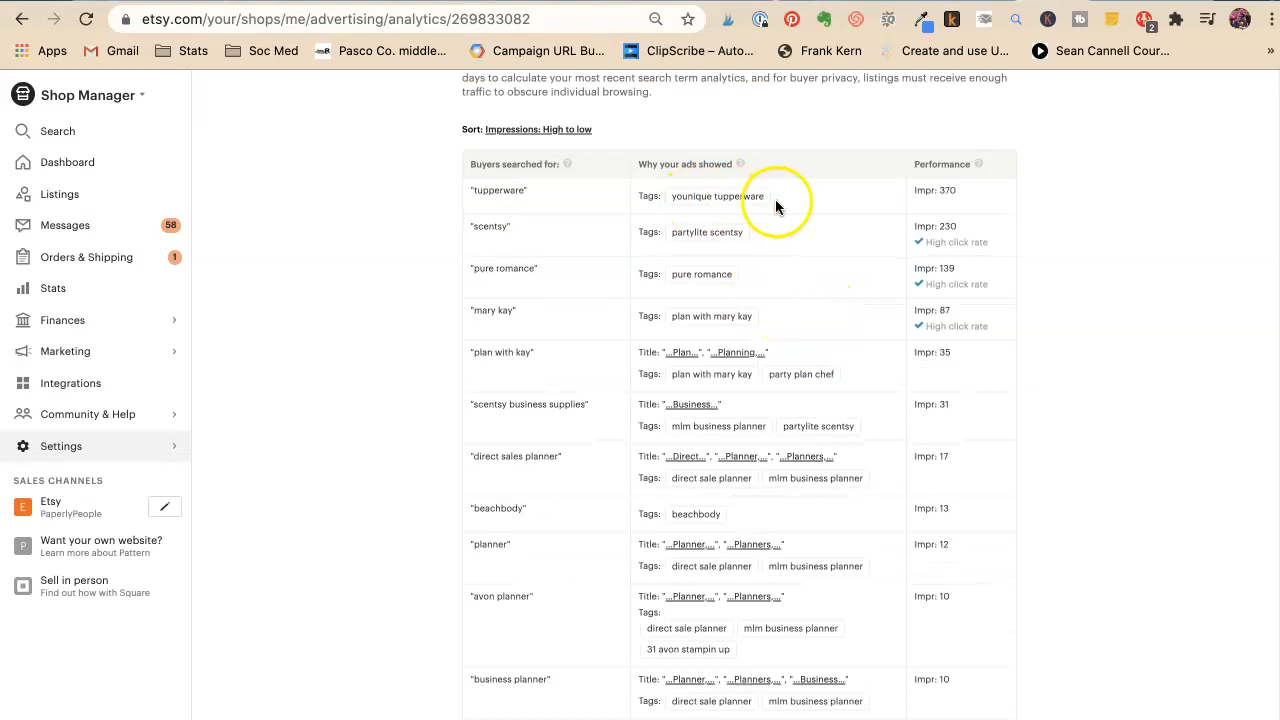 etsy.com/your/shops/me/advertising/analytics/269833082
2
Apps
Gmail
Stats
Soc Med
Pasco Co. middle...
Campaign URL Bu...
ClipScribe – Auto...
Frank Kern
Create and use U...
Sean Cannell Cour...
»
Shop Manager
Search
Dashboard
Listings
Messages 58
Orders & Shipping 1
Stats
Finances
Marketing
Integrations
Community & Help
Settings
SALES CHANNELS
E
Etsy
PaperlyPeople
P
Want your own website?
Learn more about Pattern
Sell in person
Find out how with Square
days to calculate your most recent search term analytics, and for buyer privacy, listings must receive enough
traffic to obscure individual browsing.
Sort: Impressions: High to low
Buyers searched for: ? Why your ads showed ? Performance ?
"tupperware" Tags: younique tupperware Impr: 370
"scentsy" Tags: partylite scentsy Impr: 230
High click rate
"pure romance" Tags: pure romance Impr: 139
High click rate
"mary kay" Tags: plan with mary kay Impr: 87
High click rate
"plan with kay" Title: "...Plan...", "...Planning,..." Impr: 35
Tags: plan with mary kay party plan chef
"scentsy business supplies" Title: "...Business..." Impr: 31
Tags: mlm business planner partylite scentsy
"direct sales planner" Title: "...Direct...", "...Planner,...", "...Planners,..." Impr: 17
Tags: direct sale planner mlm business planner
"beachbody" Tags: beachbody Impr: 13
"planner" Title: "...Planner,...", "...Planners,..." Impr: 12
Tags: direct sale planner mlm business planner
"avon planner" Title: "...Planner,...", "...Planners,..." Impr: 10
Tags:
direct sale planner mlm business planner
31 avon stampin up
"business planner" Title: "...Planner,...", "...Planners,...", "...Business..." Impr: 10
Tags: direct sale planner mlm business planner